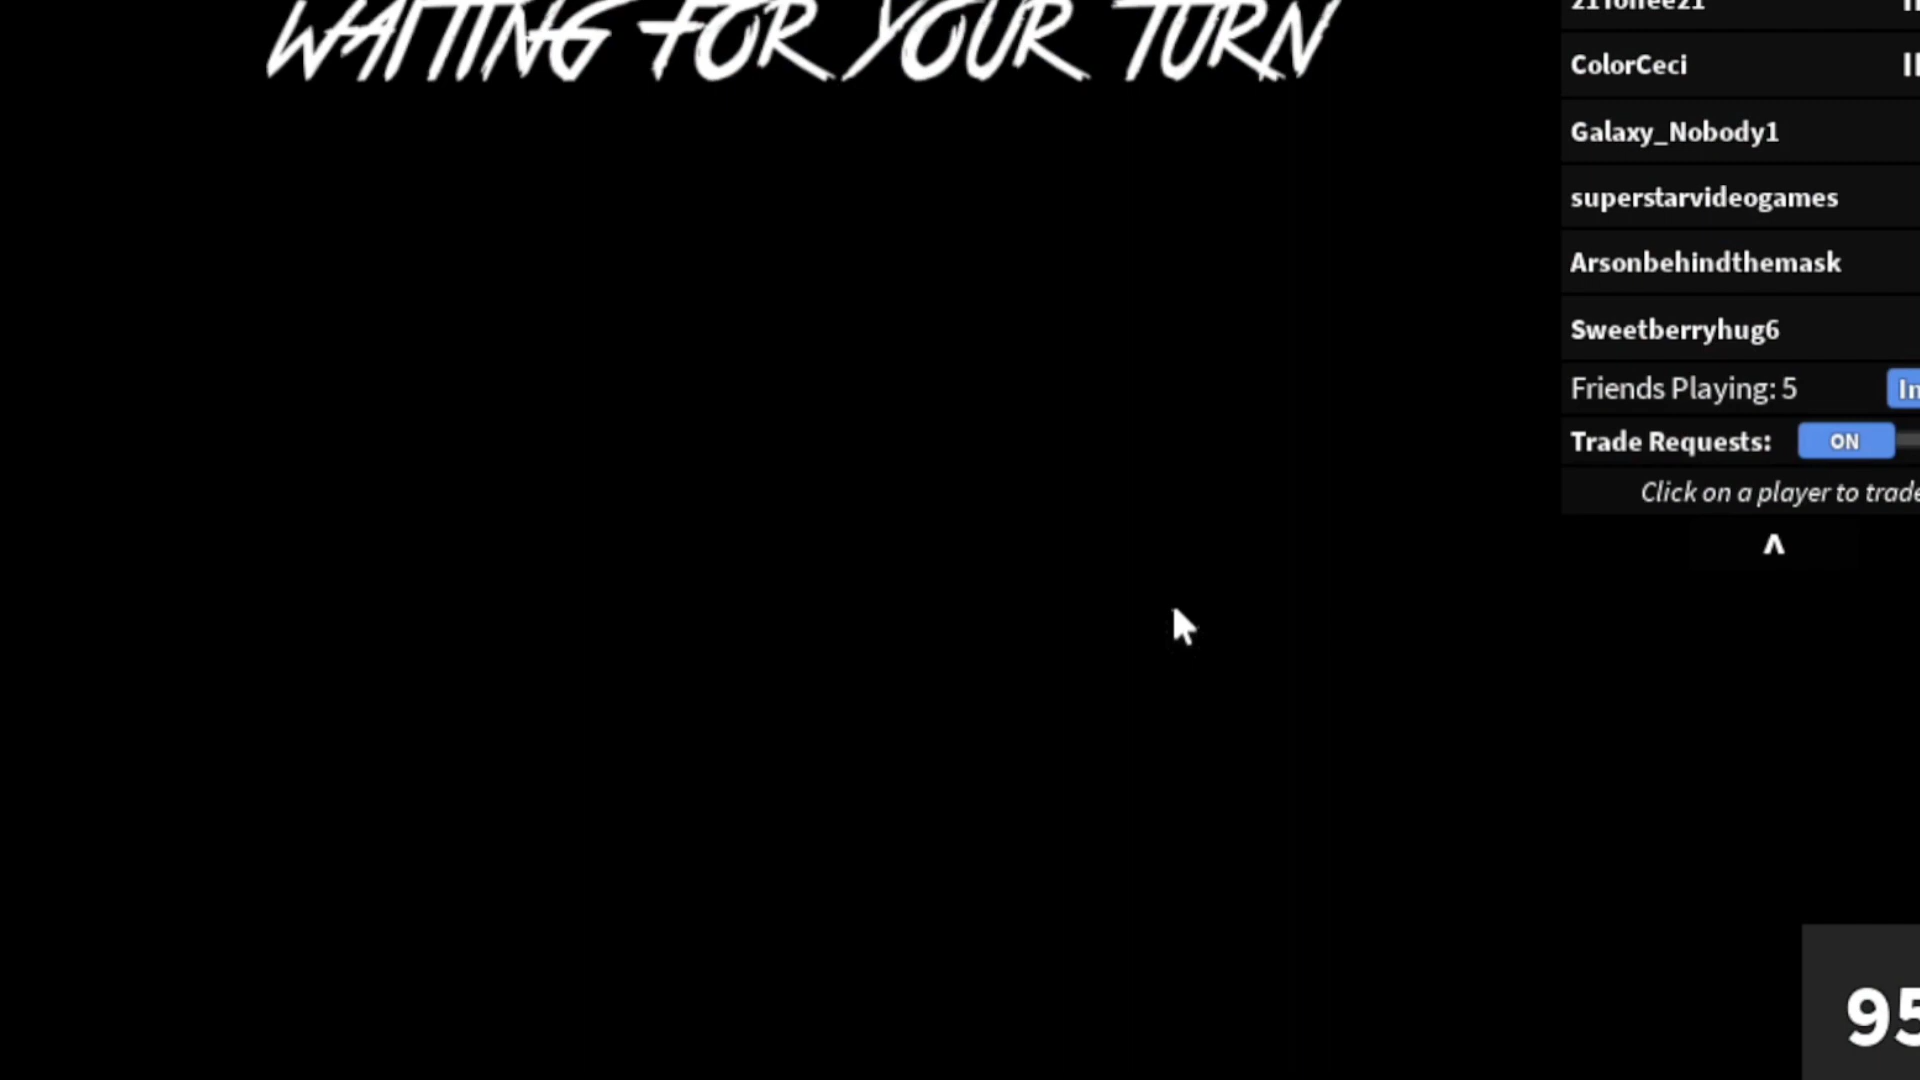 WAITING FOR YOUR TURN
ColorCeci
Galaxy_Nobody1
superstarvideogames
Arsonbehindthemask
Sweetberryhug6
Friends Playing: 5
Trade Requests: ON
Click on a player to trade
^
95